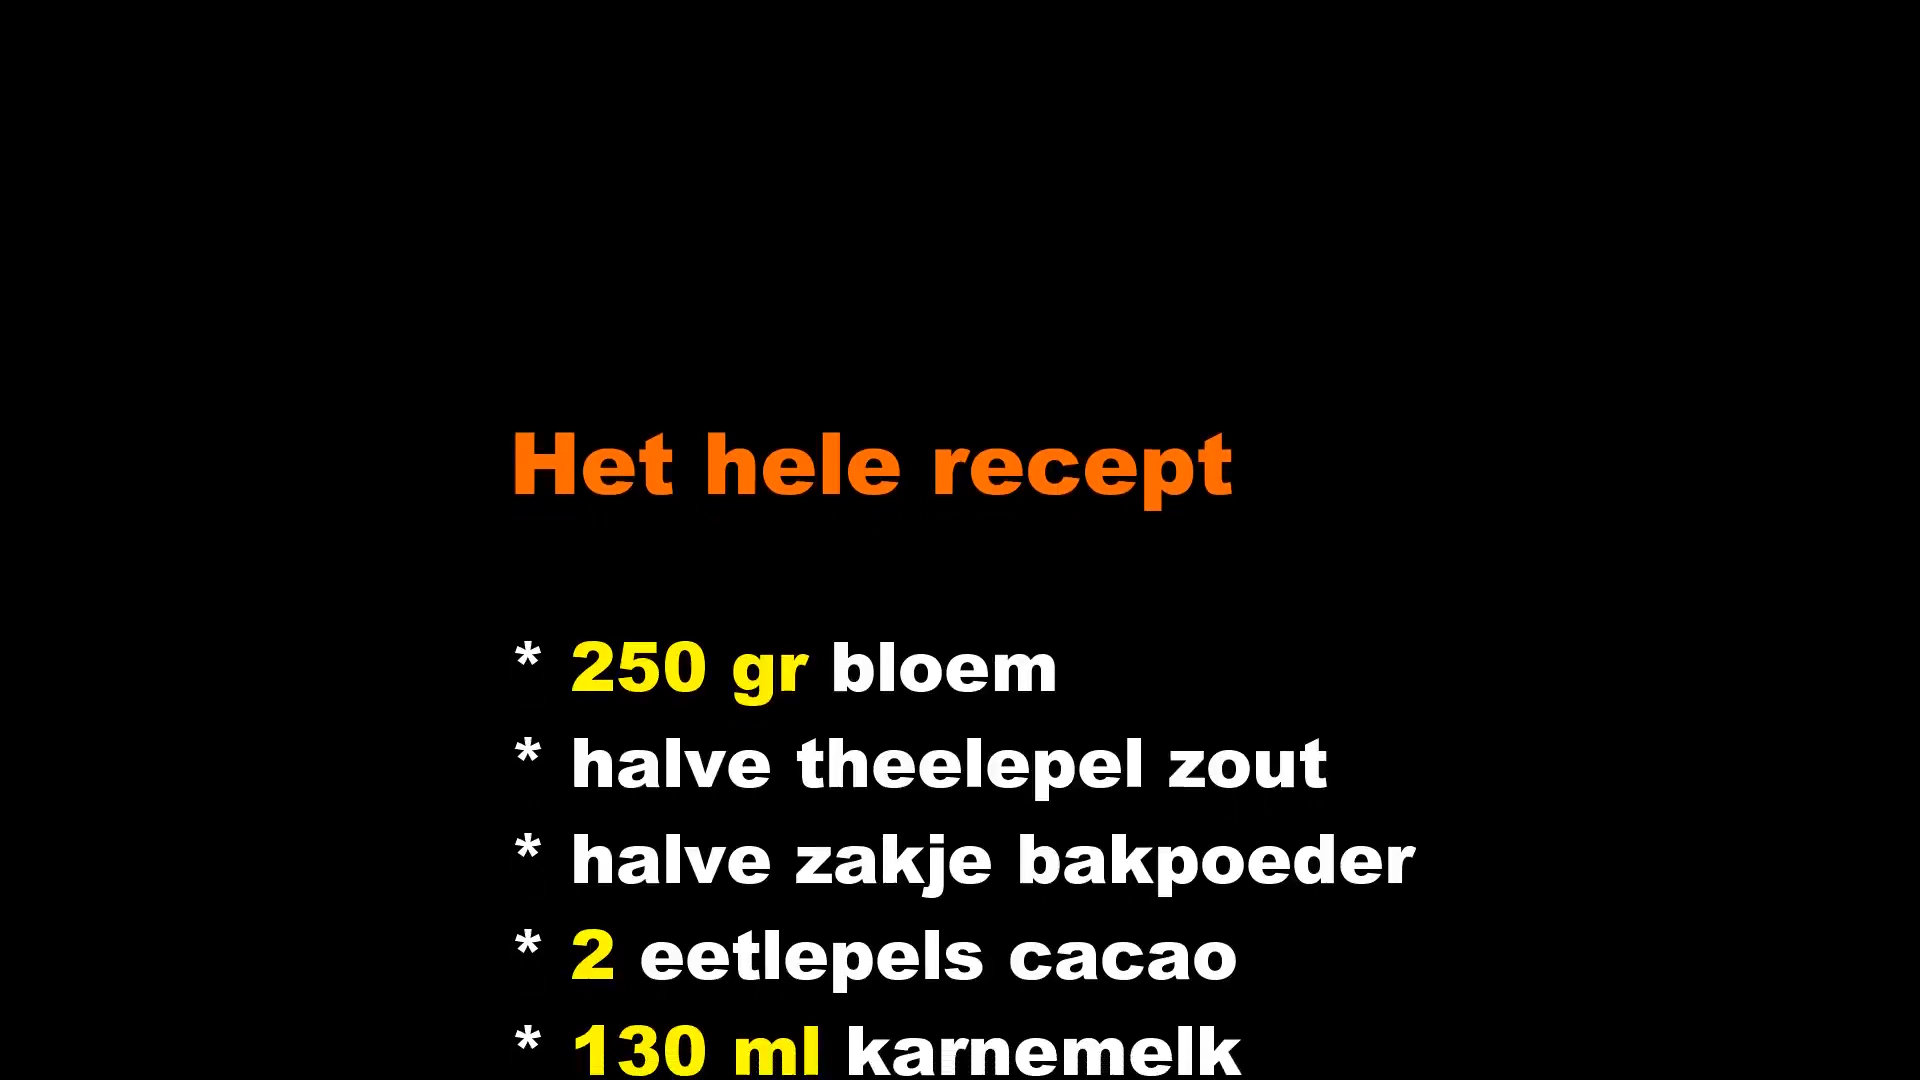 Het hele recept
* 250 gr bloem
* halve theelepel zout
* halve zakje bakpoeder
* 2 eetlepels cacao
* 130 ml karnemelk